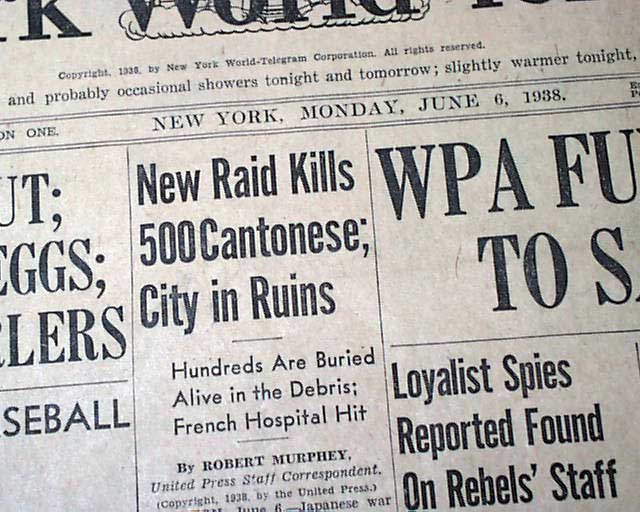 rk World
Copyright, 1938, by New York World-Telegram Corporation. All rights reserved.
and probably occasional showers tonight and tomorrow; slightly warmer tonight,
ON ONE.
NEW YORK, MONDAY, JUNE 6, 1938.
UT;
EGGS;
LERS
SEBALL
New Raid Kills
500 Cantonese;
City in Ruins
Hundreds Are Buried
Alive in the Debris;
French Hospital Hit
By ROBERT MURPHEY,
United Press Staff Correspondent.
(Copyright, 1938, by the United Press.)
June 6.—Japanese war
WPA FU
TO S
Loyalist Spies
Reported Found
On Rebels' Staff